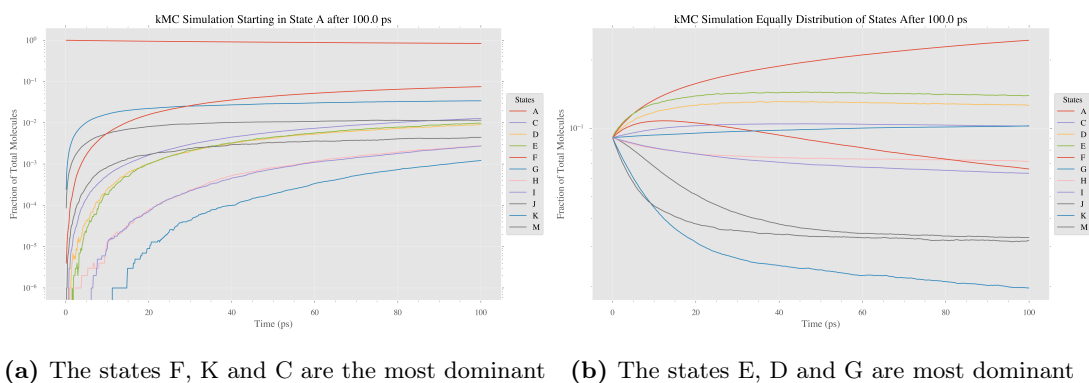 kMC Simulation Starting in State A after 100.0 ps
10⁰
10⁻¹
10⁻²
10⁻³
10⁻⁴
10⁻⁵
10⁻⁶
Fraction of Total Molecules
0 20 40 60 80 100
Time (ps)
States
A
C
D
E
F
G
H
I
J
K
M
kMC Simulation Equally Distribution of States After 100.0 ps
10⁻¹
Fraction of Total Molecules
0 20 40 60 80 100
Time (ps)
States
A
C
D
E
F
G
H
I
J
K
M
(a) The states F, K and C are the most dominant
(b) The states E, D and G are most dominant